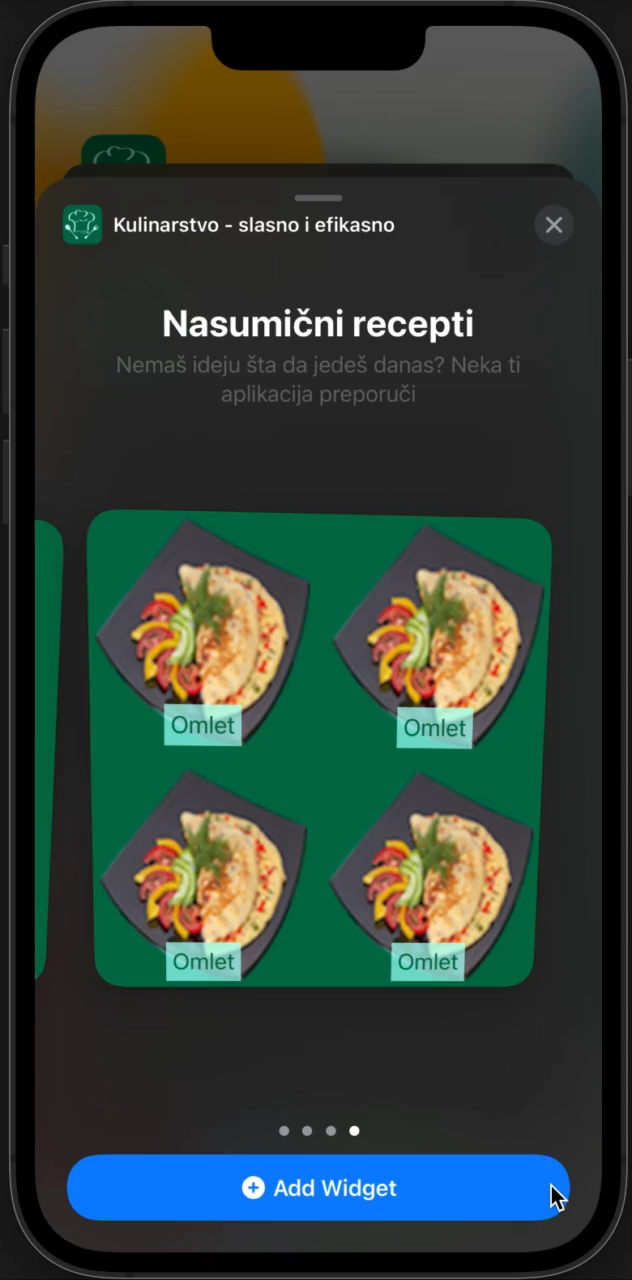 Kulinarstvo - slasno i efikasno
Nasumični recepti
Nemaš ideju šta da jedeš danas? Neka ti
aplikacija preporuči
Omlet
Omlet
Omlet
Omlet
Add Widget